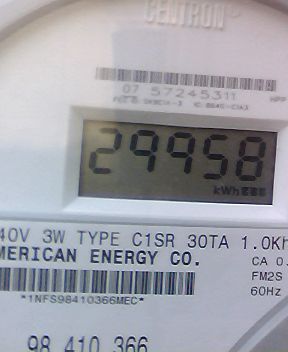 CENTRON
07 57245311
29958
kWh
40V 3W TYPE C1SR 30TA 1.0Kh
MERICAN ENERGY CO.
CA 0.
FM2S
*1NFS98410366MEC*
60Hz
98 410 366